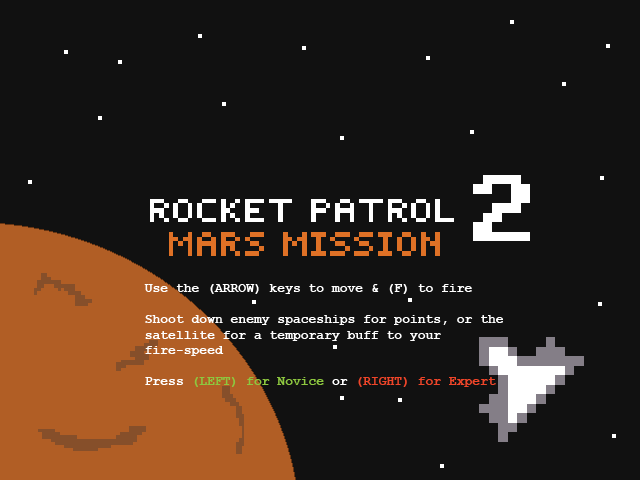 ROCKET PATROL 2
MARS MISSION
Use the (ARROW) keys to move & (F) to fire
Shoot down enemy spaceships for points, or the
satellite for a temporary buff to your
fire-speed
Press (LEFT) for Novice or (RIGHT) for Expert